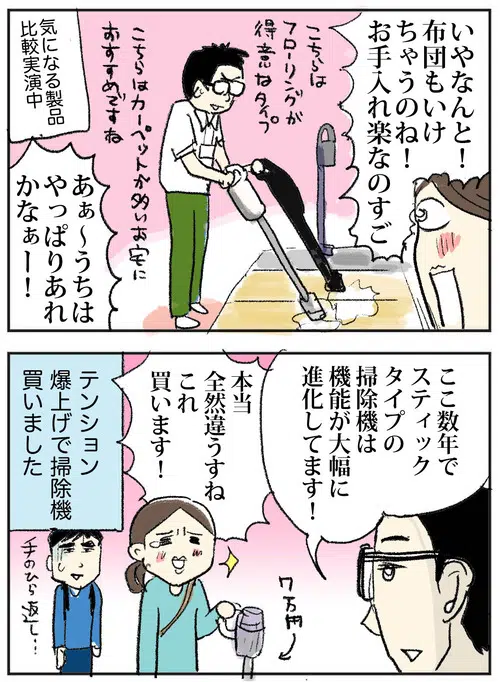 いやなんと！
布団もいけ
ちゃうのね！
お手入れ楽なのすご
こちらは
フローリングが
得意なタイプ
こちらはカーペットが多いお宅に
おすすめですね
気になる製品
比較実演中
あぁ～うちは
やっぱりあれ
かなぁー！
ここ数年で
スティック
タイプの
掃除機は
機能が大幅に
進化してます！
本当
全然違うすね
これ
買います！
7万円
テンション
爆上げで掃除機
買いました
手のひら返し…